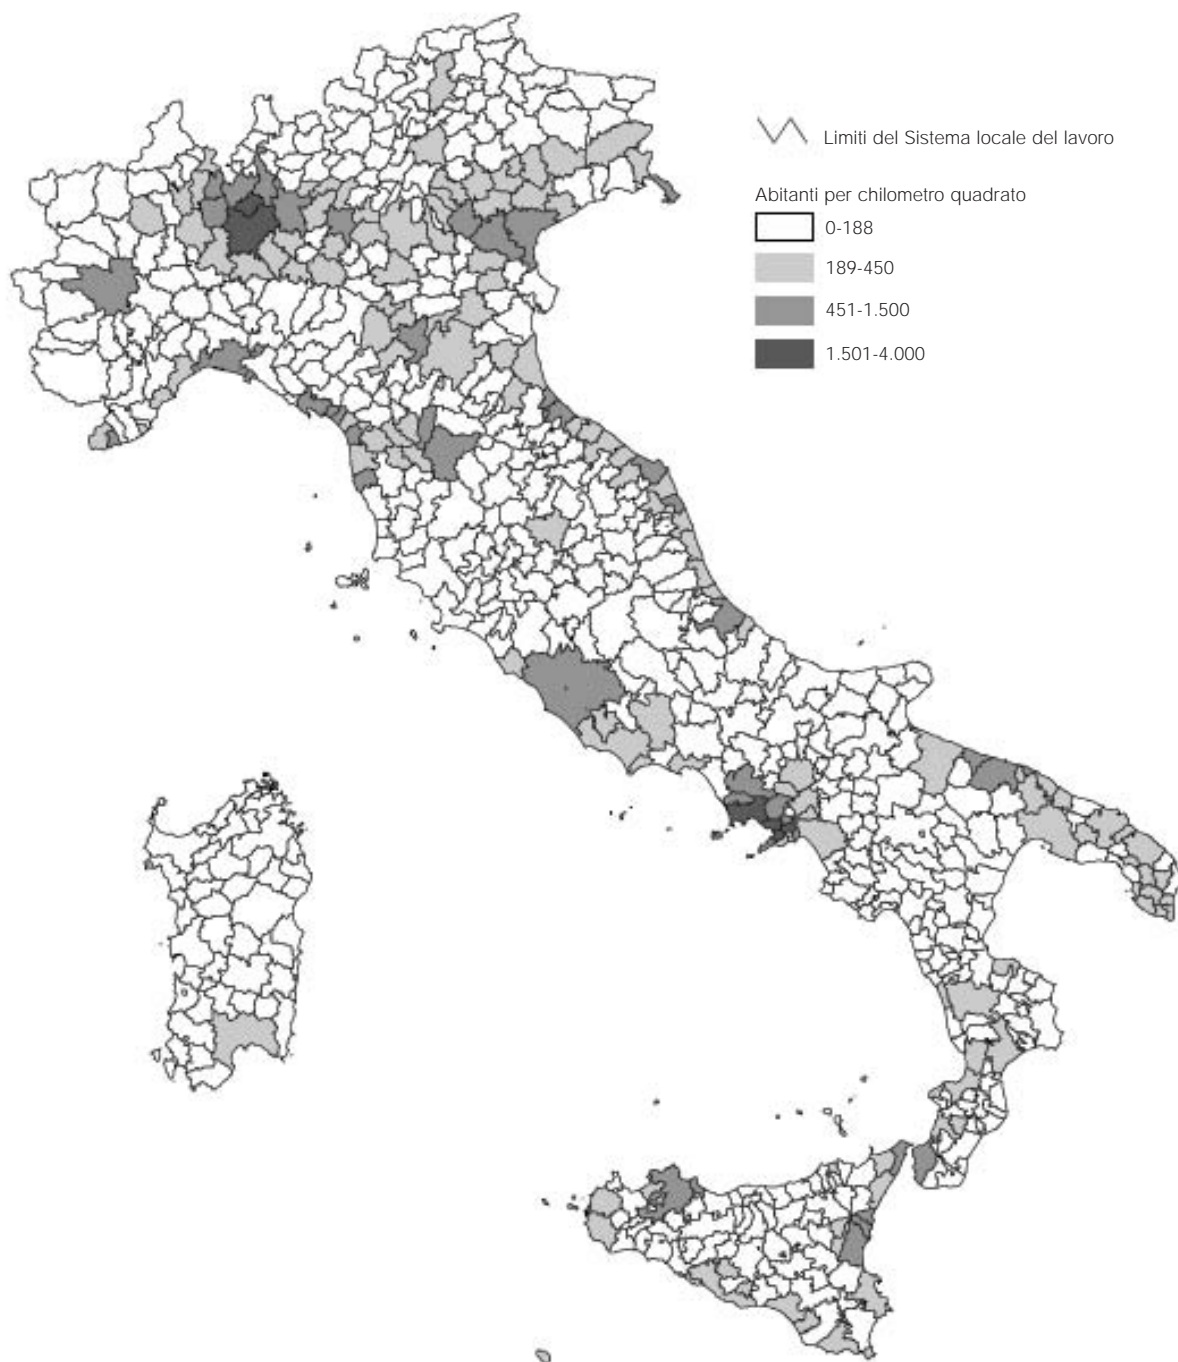 Limiti del Sistema locale del lavoro
Abitanti per chilometro quadrato
0-188
189-450
451-1.500
1.501-4.000